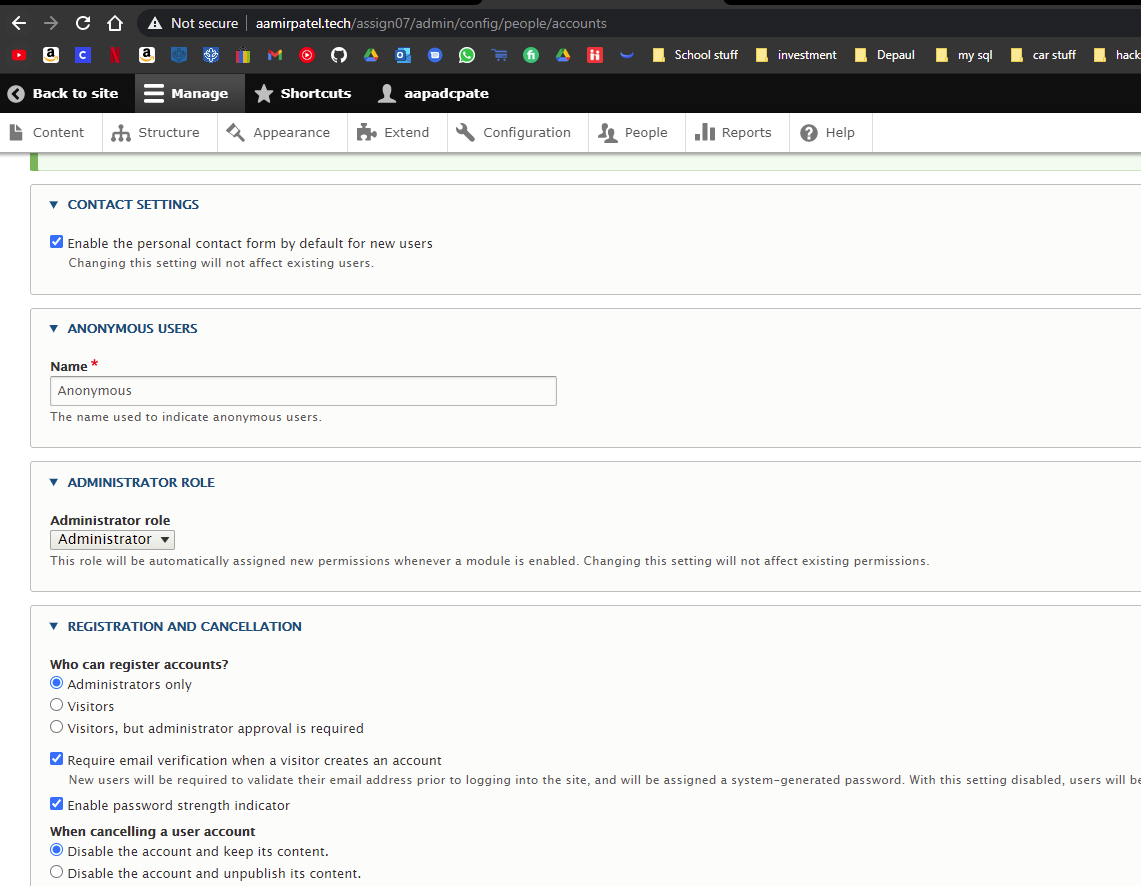 Not secure aamirpatel.tech/assign07/admin/config/people/accounts
School stuff investment Depaul my sql car stuff hack
Back to site Manage Shortcuts aapadcpate
Content Structure Appearance Extend Configuration People Reports Help
CONTACT SETTINGS
Enable the personal contact form by default for new users
Changing this setting will not affect existing users.
ANONYMOUS USERS
Name *
Anonymous
The name used to indicate anonymous users.
ADMINISTRATOR ROLE
Administrator role
Administrator
This role will be automatically assigned new permissions whenever a module is enabled. Changing this setting will not affect existing permissions.
REGISTRATION AND CANCELLATION
Who can register accounts?
Administrators only
Visitors
Visitors, but administrator approval is required
Require email verification when a visitor creates an account
New users will be required to validate their email address prior to logging into the site, and will be assigned a system-generated password. With this setting disabled, users will be
Enable password strength indicator
When cancelling a user account
Disable the account and keep its content.
Disable the account and unpublish its content.